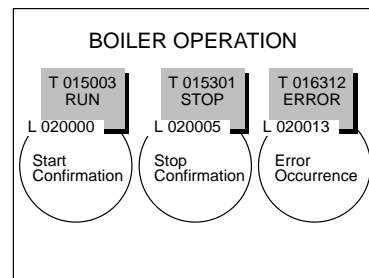 BOILER OPERATION
T 015003
RUN
T 015301
STOP
T 016312
ERROR
L 020000
L 020005
L 020013
Start
Confirmation
Stop
Confirmation
Error
Occurrence